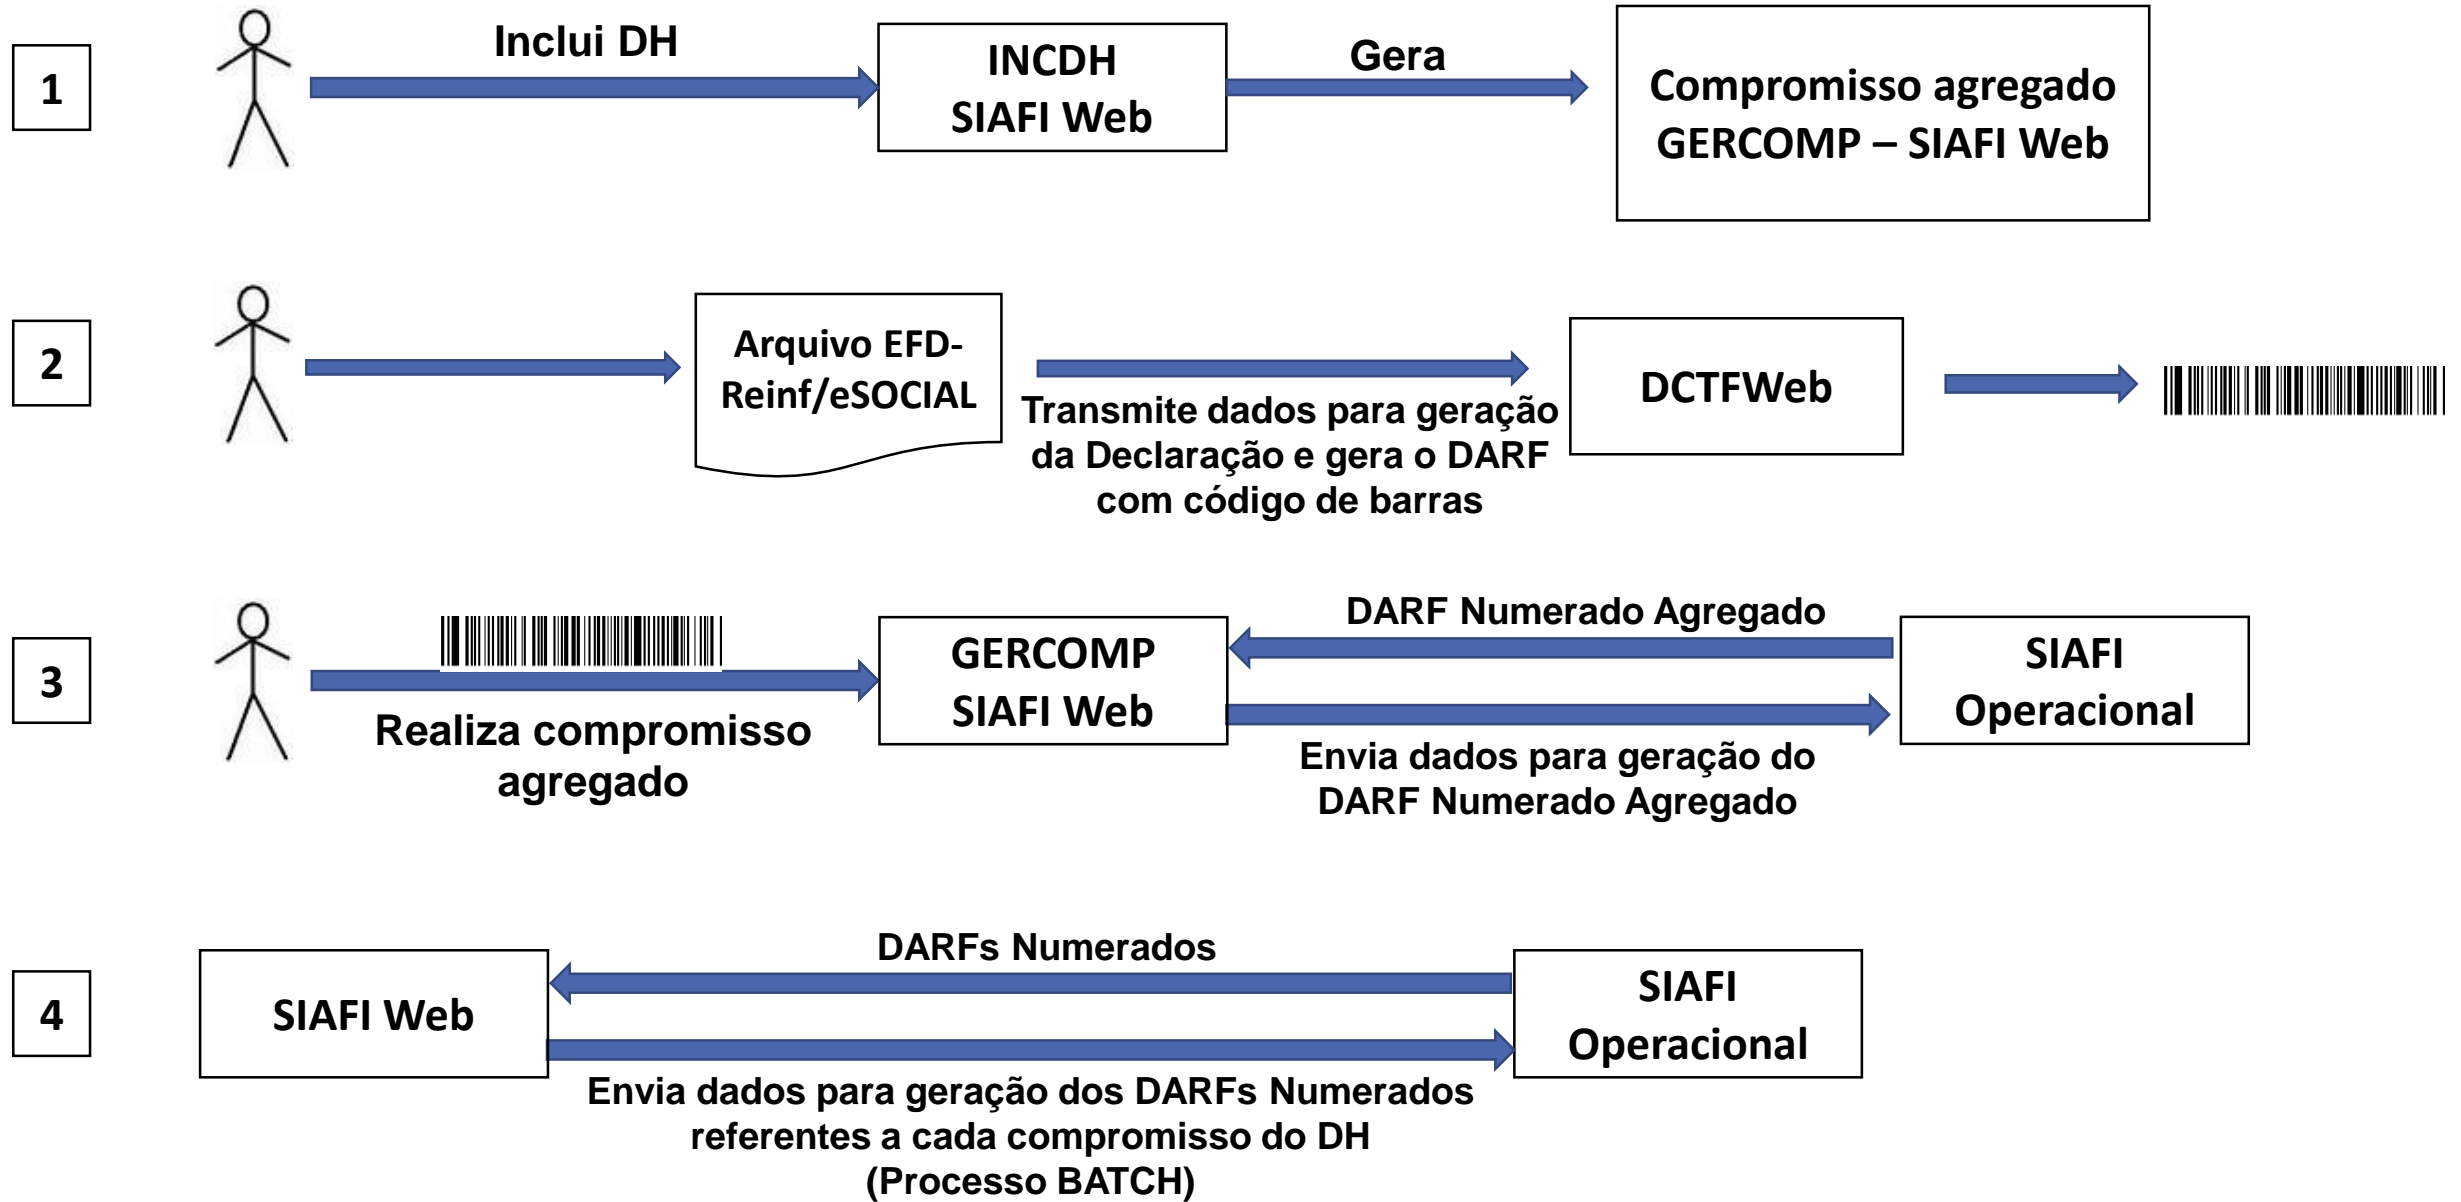 1
Inclui DH
INCDH
SIAFI Web
Gera
Compromisso agregado
GERCOMP – SIAFI Web
2
Arquivo EFD-
Reinf/eSOCIAL
Transmite dados para geração
da Declaração e gera o DARF
com código de barras
DCTFWeb
3
Realiza compromisso
agregado
GERCOMP
SIAFI Web
DARF Numerado Agregado
Envia dados para geração do
DARF Numerado Agregado
SIAFI
Operacional
4
SIAFI Web
DARFs Numerados
Envia dados para geração dos DARFs Numerados
referentes a cada compromisso do DH
(Processo BATCH)
SIAFI
Operacional